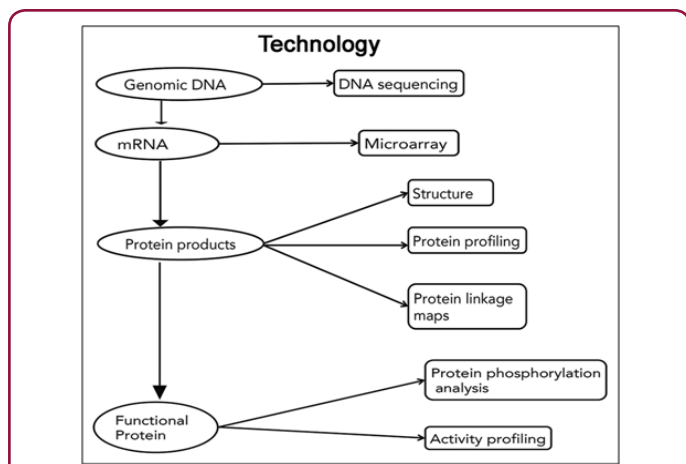 Technology
Genomic DNA
DNA sequencing
mRNA
Microarray
Structure
Protein products
Protein profiling
Protein linkage
maps
Protein phosphorylation
analysis
Functional
Protein
Activity profiling